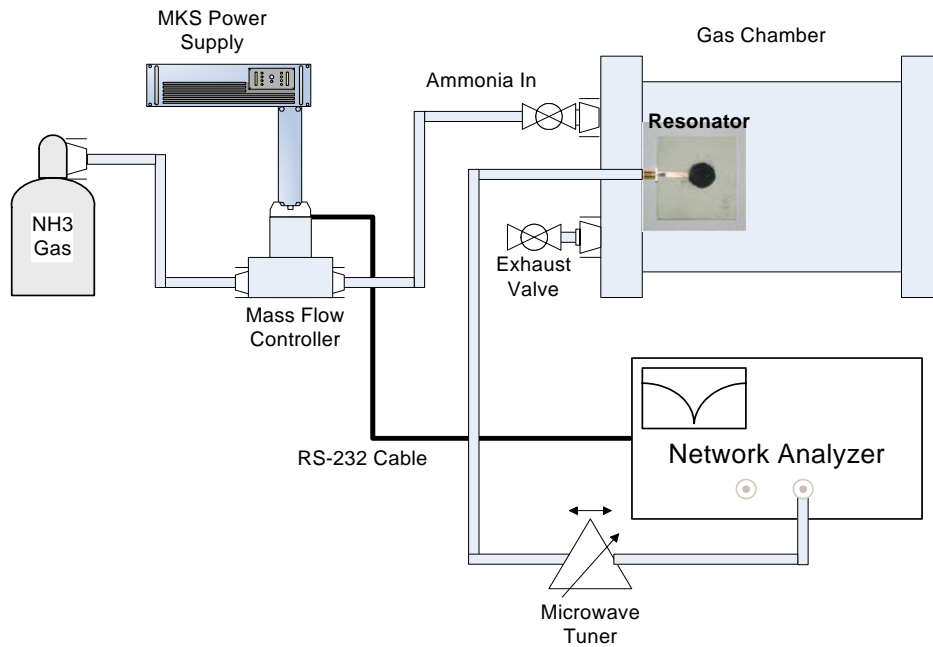 MKS Power
Supply
Gas Chamber
Ammonia In
Resonator
NH3
Gas
Exhaust
Valve
Mass Flow
Controller
RS-232 Cable
Network Analyzer
Microwave
Tuner